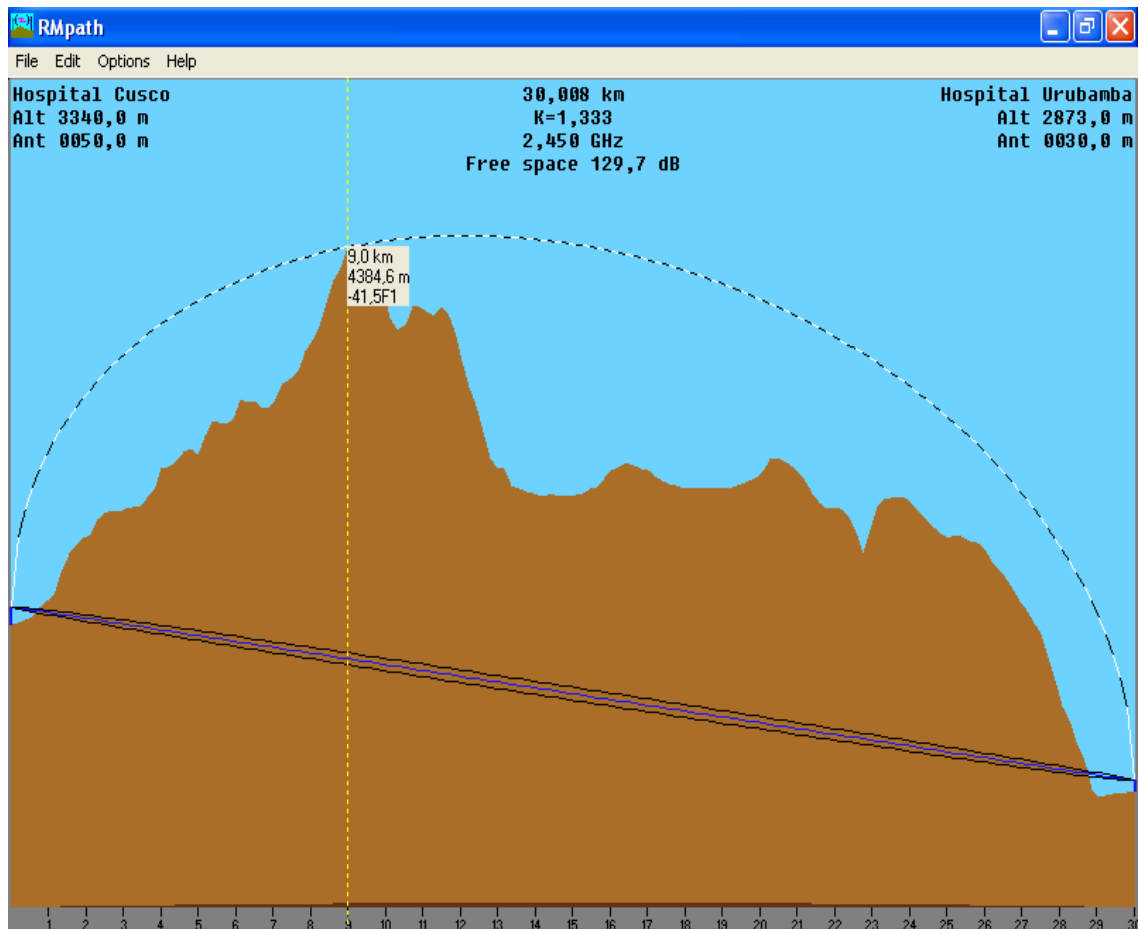 RMpath
File Edit Options Help
Hospital Cusco
Alt 3340,0 m
Ant 0050,0 m
30,008 km
K=1,333
2,450 GHz
Free space 129,7 dB
Hospital Urubamba
Alt 2873,0 m
Ant 0030,0 m
9,0 km
4384,6 m
-41,5F1
1 2 3 4 5 6 7 8 9 10 11 12 13 14 15 16 17 18 19 20 21 22 23 24 25 26 27 28 29 30